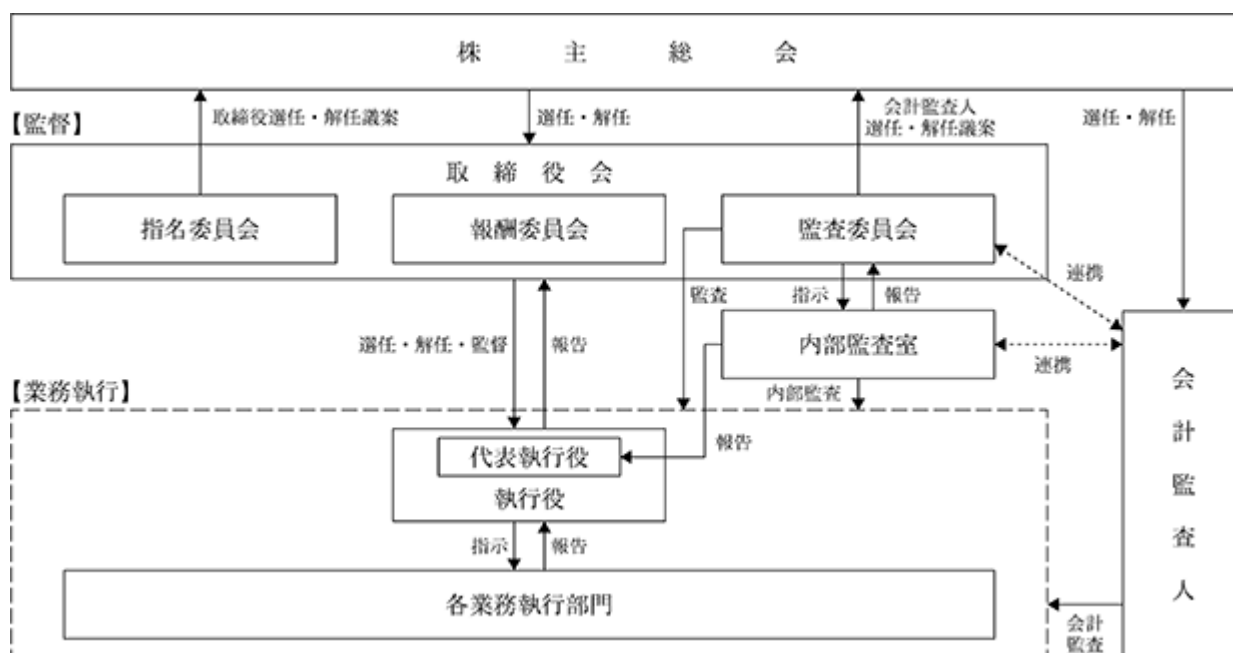 株主総会
取締役選任・解任議案
選任・解任
会計監査人
選任・解任議案
選任・解任
【監督】
取締役会
指名委員会
報酬委員会
監査委員会
連携
監査
指示
報告
選任・解任・監督
報告
内部監査室
連携
会計監査人
【業務執行】
内部監査
報告
代表執行役
執行役
指示
報告
各業務執行部門
会計
監査